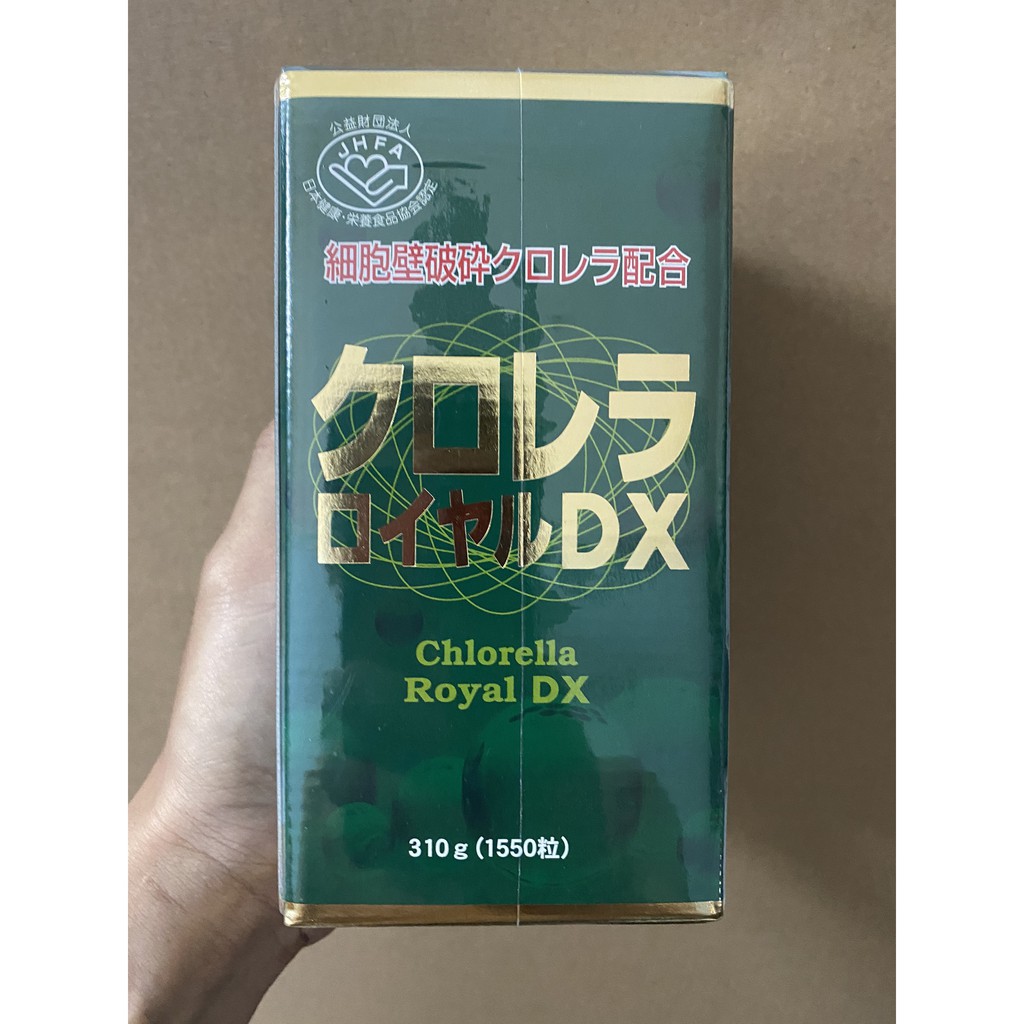 公益財団法人
JHFA
日本健康・栄養食品協会認定
細胞壁破砕クロレラ配合
クロレラ
ロイヤルDX
Chlorella
Royal DX
310g(1550粒)